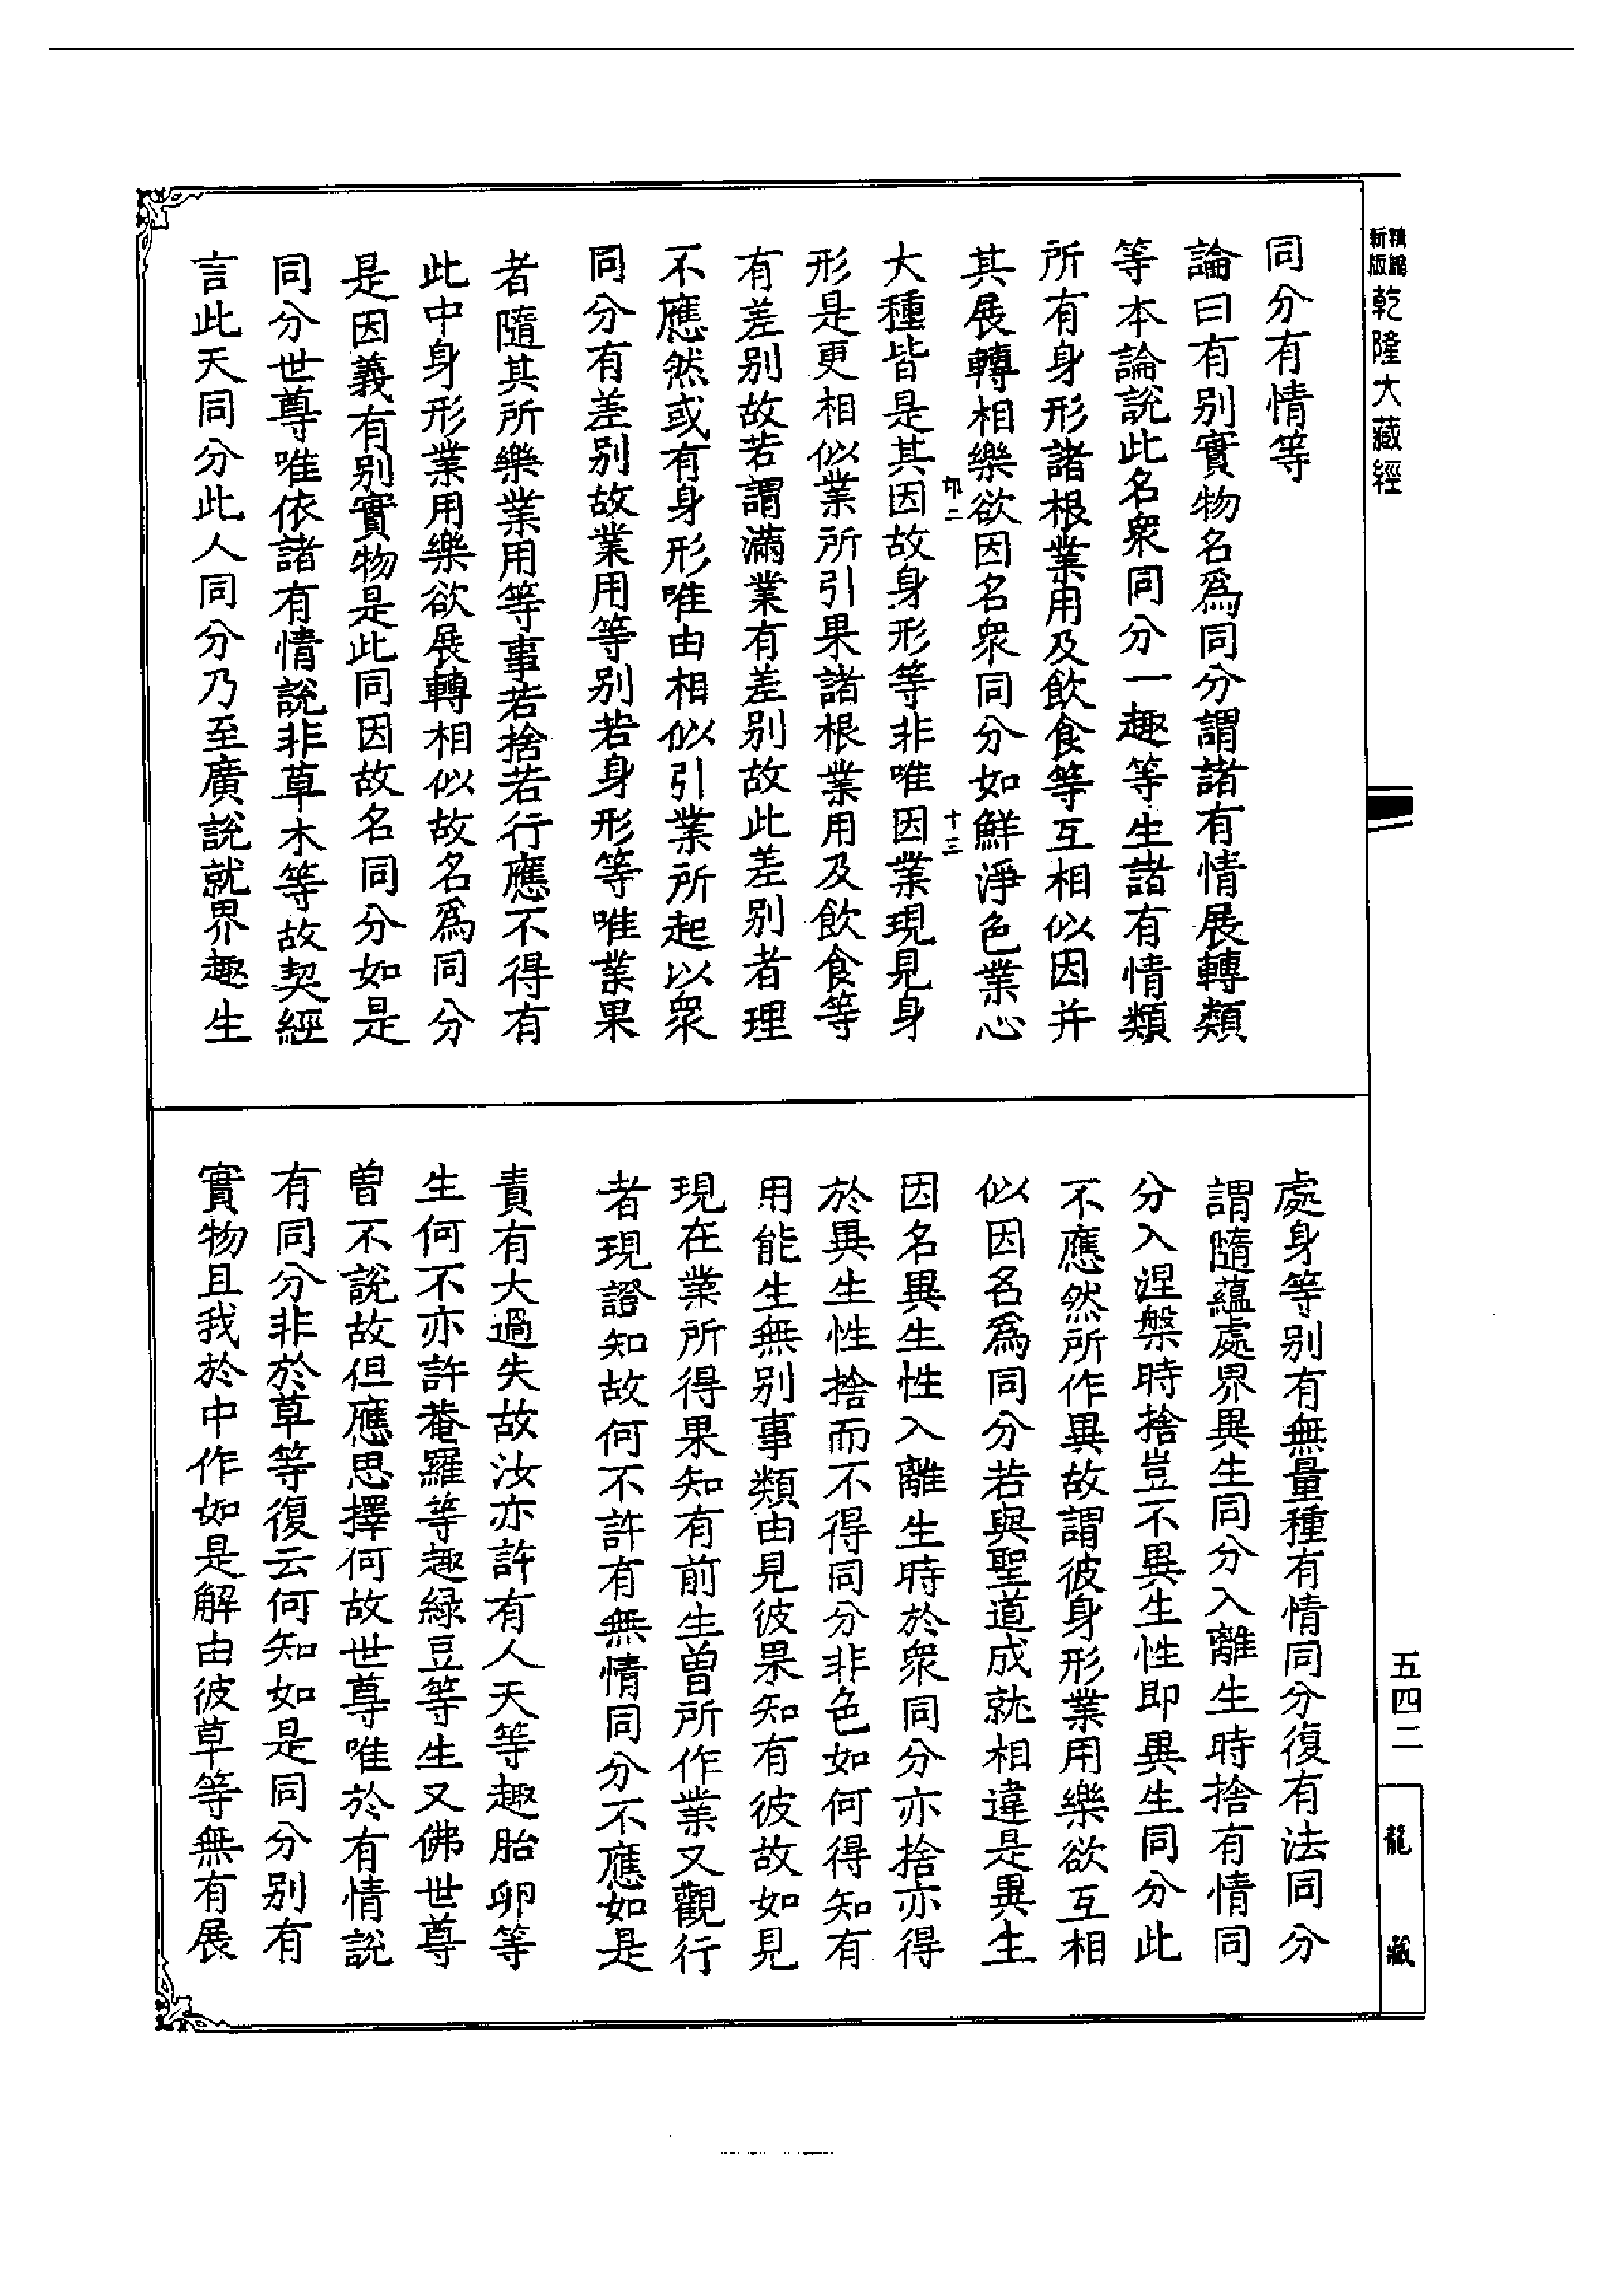 精縮新版乾隆大藏經
同分有情等
論曰有別實物名爲同分謂諸有情展轉類
等本論說此名衆同分一趣等生諸有情類
所有身形諸根業用及飲食等互相似因并
其展轉相樂欲因名衆同分如鮮淨色業心
大種皆是其因故身形等非唯因業現見身
形是更相似業所引果諸根業用及飲食等
有差別故若謂滿業有差別故此差別者理
不應然或有身形唯由相似引業所起以衆
同分有差別故業用等別若身形等唯業果
者隨其所樂業用等事若捨若行應不得有
此中身形業用樂欲展轉相似故名爲同分
是因義有別實物是此同因故名同分如是
同分世尊唯依諸有情說非草木等故契經
言此天同分此人同分乃至廣說就界趣生
十三
處身等別有無量種有情同分復有法同分
謂隨蘊處界異生同分入離生時捨有情同
分入涅槃時捨豈不異生性即異生同分此
不應然所作異故謂彼身形業用樂欲互相
似因名爲同分若與聖道成就相違是異生
因名異生性入離生時於衆同分亦捨亦得
於異生性捨而不得同分非色如何得知有
用能生無別事類由見彼果知有彼故如見
現在業所得果知有前生曾所作業又觀行
者現證知故何不許有無情同分不應如是
責有大過失故汝亦許有人天等趣胎卵等
生何不亦許菴羅等趣綠豆等生又佛世尊
曾不說故但應思擇何故世尊唯於有情說
有同分非於草等復云何知如是同分別有
實物且我於中作如是解由彼草等無有展
五四二
龍藏